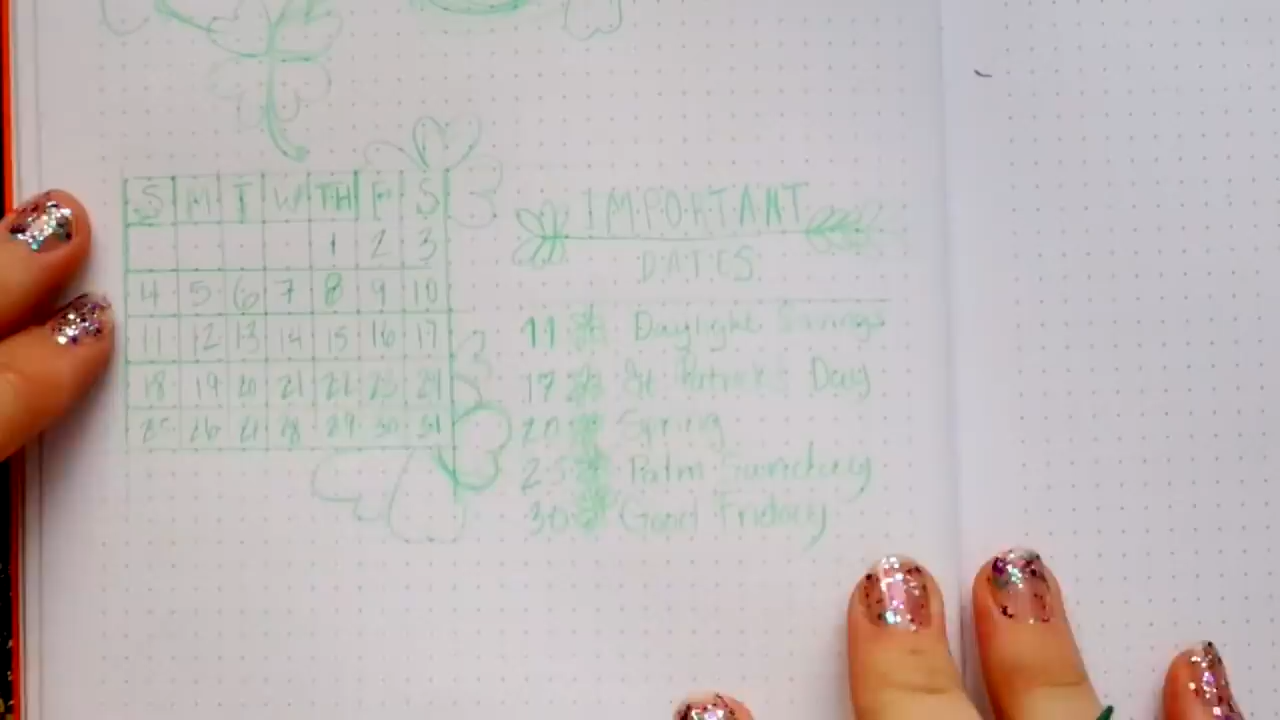 S M T W TH F S
1 2 3
4 5 6 7 8 9 10
11 12 13 14 15 16 17
18 19 20 21 22 23 24
25 26 27 28 29 30 31
IMPORTANT
DATES
11 Daylight Savings
17 St. Patrick's Day
20 Spring
25 Palm Sunday
30 Good Friday